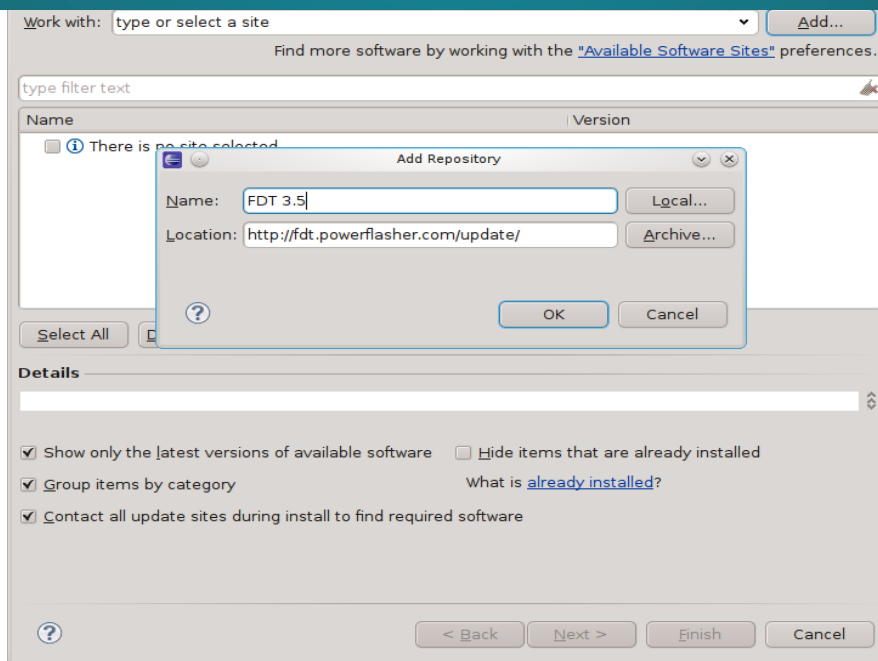 Work with: type or select a site Add...
Find more software by working with the "Available Software Sites" preferences.
type filter text
Name Version
There is no site selected
Add Repository
Name: FDT 3.5 Local...
Location: http://fdt.powerflasher.com/update/ Archive...
OK Cancel
Select All D
Details
Show only the latest versions of available software Hide items that are already installed
Group items by category What is already installed?
Contact all update sites during install to find required software
< Back Next > Finish Cancel